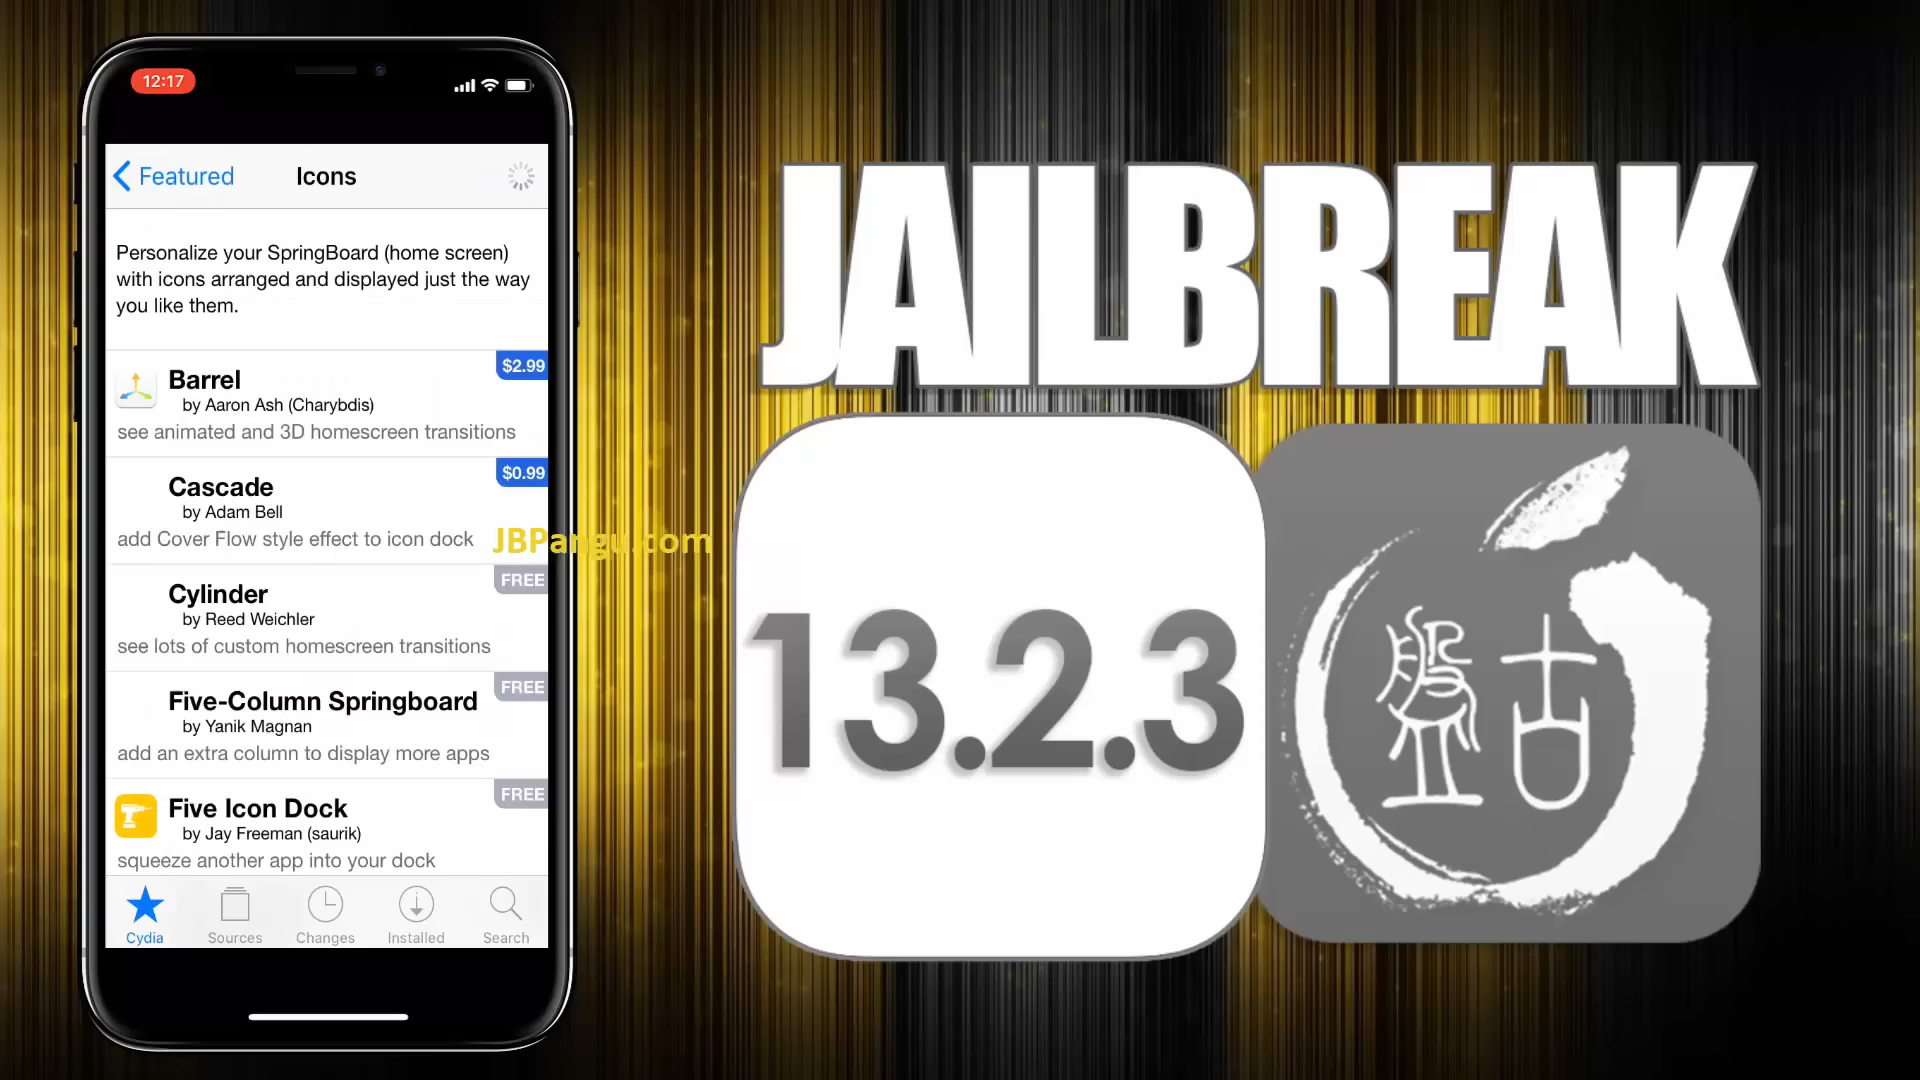 12:17
Featured
Icons
Personalize your SpringBoard (home screen)
with icons arranged and displayed just the way
you like them.
$2.99
Barrel
by Aaron Ash (Charybdis)
see animated and 3D homescreen transitions
$0.99
Cascade
by Adam Bell
add Cover Flow style effect to icon dock
FREE
Cylinder
by Reed Weichler
see lots of custom homescreen transitions
FREE
Five-Column Springboard
by Yanik Magnan
add an extra column to display more apps
FREE
Five Icon Dock
by Jay Freeman (saurik)
squeeze another app into your dock
Cydia
Sources
Changes
Installed
Search
JBPangu.com
JAILBREAK
13.2.3
盤古